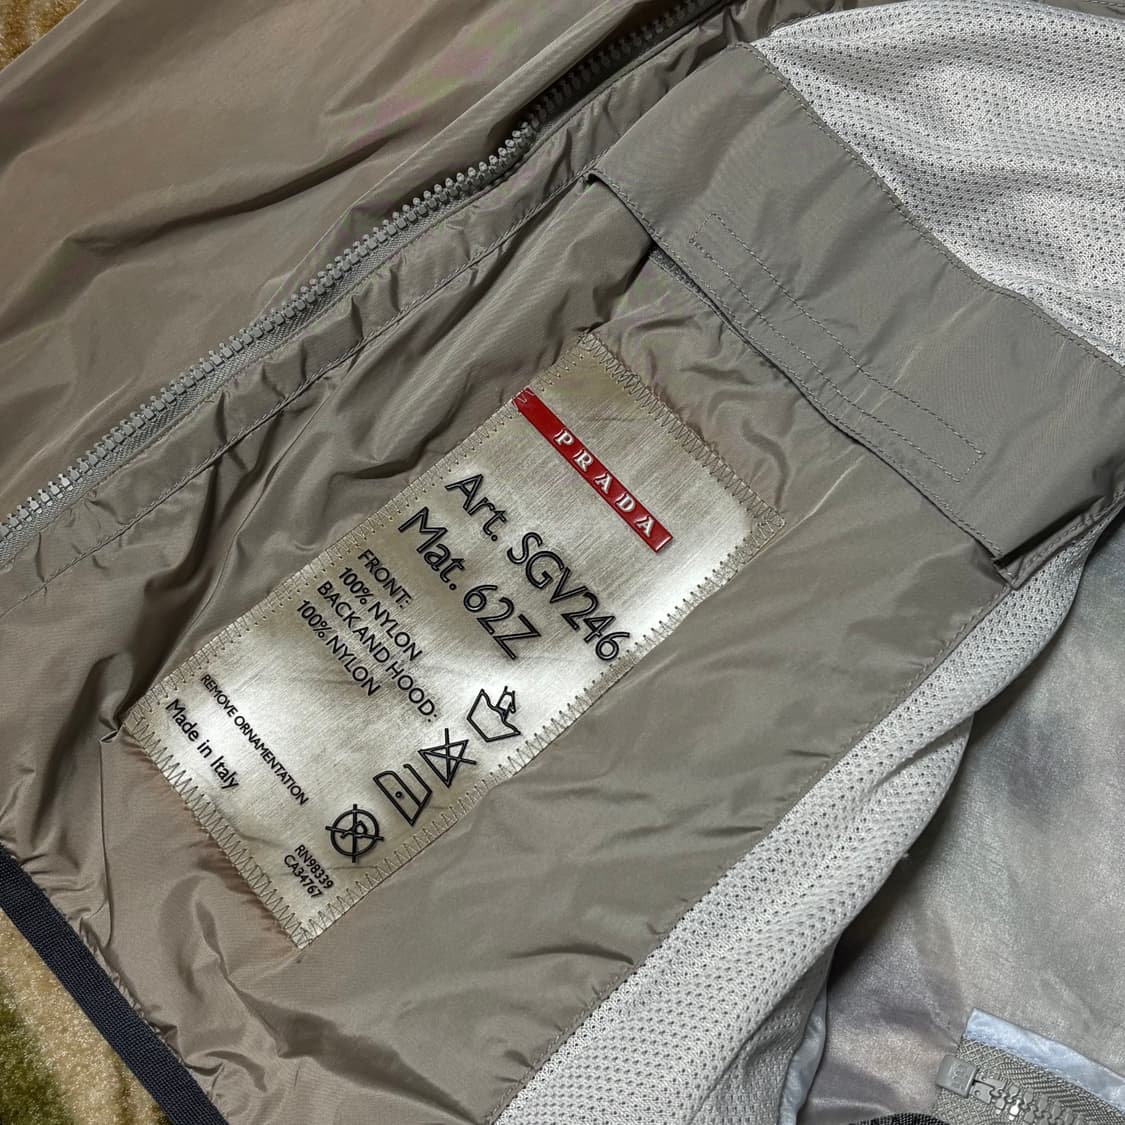 PRADA
Art. SGV246
Mat. 62Z
FRONT:
100% NYLON
BACK AND HOOD:
100% NYLON
REMOVE ORNAMENTATION
Made in Italy
RN98339
CA34767